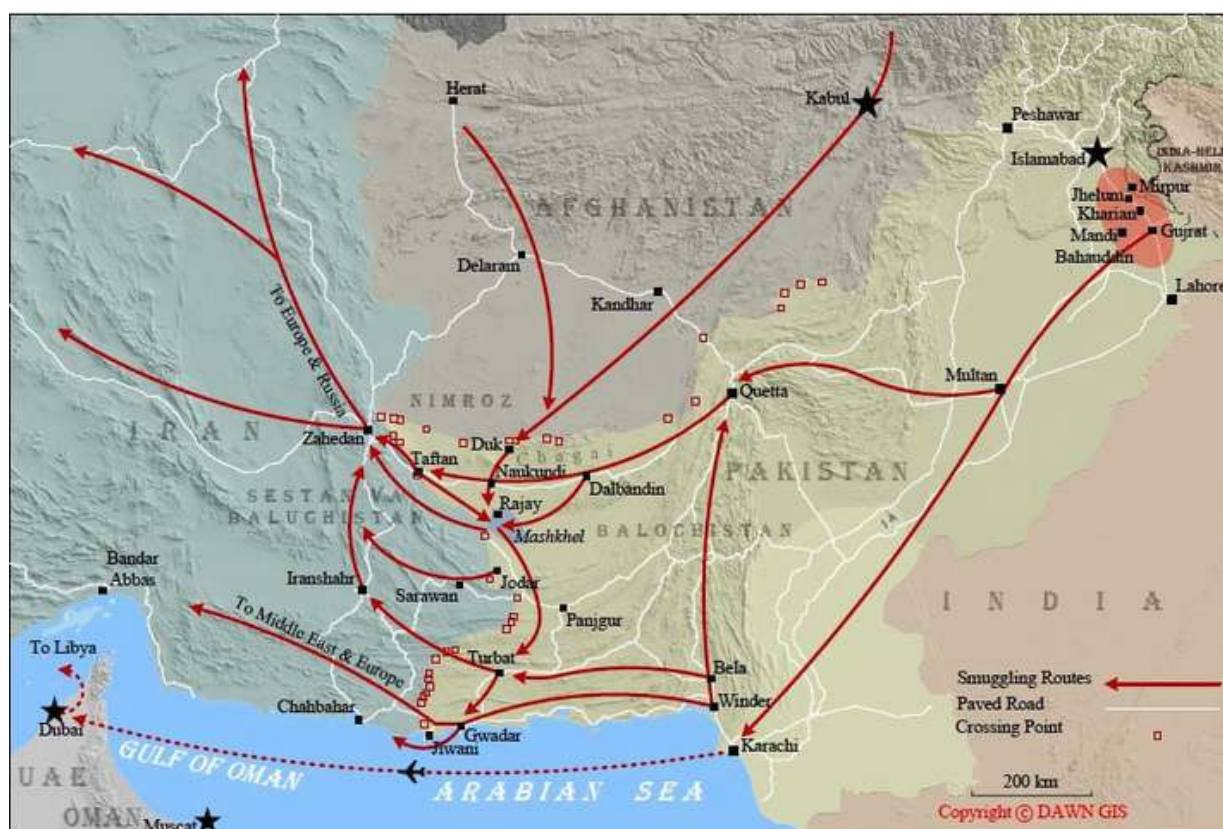 Herat
Kabul
Peshawar
Islamabad
INDIA-HELD
KASHMIR
Mirpur
Jhelum
Kharian
Mandi
Bahauddin
Gujrat
AFGHANISTAN
Delaram
Kandhar
Lahore
To Europe & Russia
Multan
Quetta
NIMROZ
IRAN
Zahedan
Duk
Chagai
Taftan
Naukundi
Dalbandin
PAKISTAN
SESTAN VA
BALUCHISTAN
Rajay
Mashkhel
BALOCHISTAN
Bandar
Abbas
Iranshahr
Sarawan
Jodar
Panjgur
INDIA
To Middle East & Europe
To Libya
Turbat
Bela
Winder
Smuggling Routes
Paved Road
Crossing Point
Chahbahar
Dubai
Gwadar
Jiwani
Karachi
GULF OF OMAN
ARABIAN SEA
200 km
UAE
OMAN
Muscat
Copyright © DAWN GIS